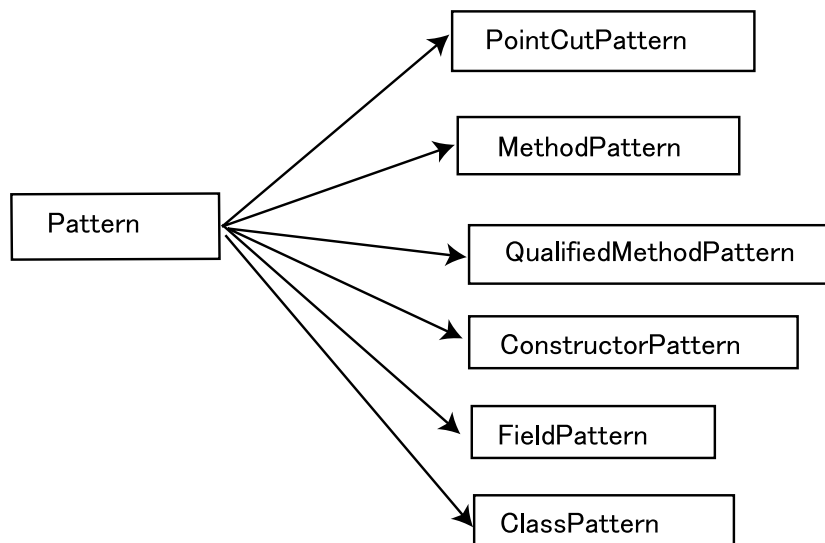 PointCutPattern
MethodPattern
Pattern
QualifiedMethodPattern
ConstructorPattern
FieldPattern
ClassPattern